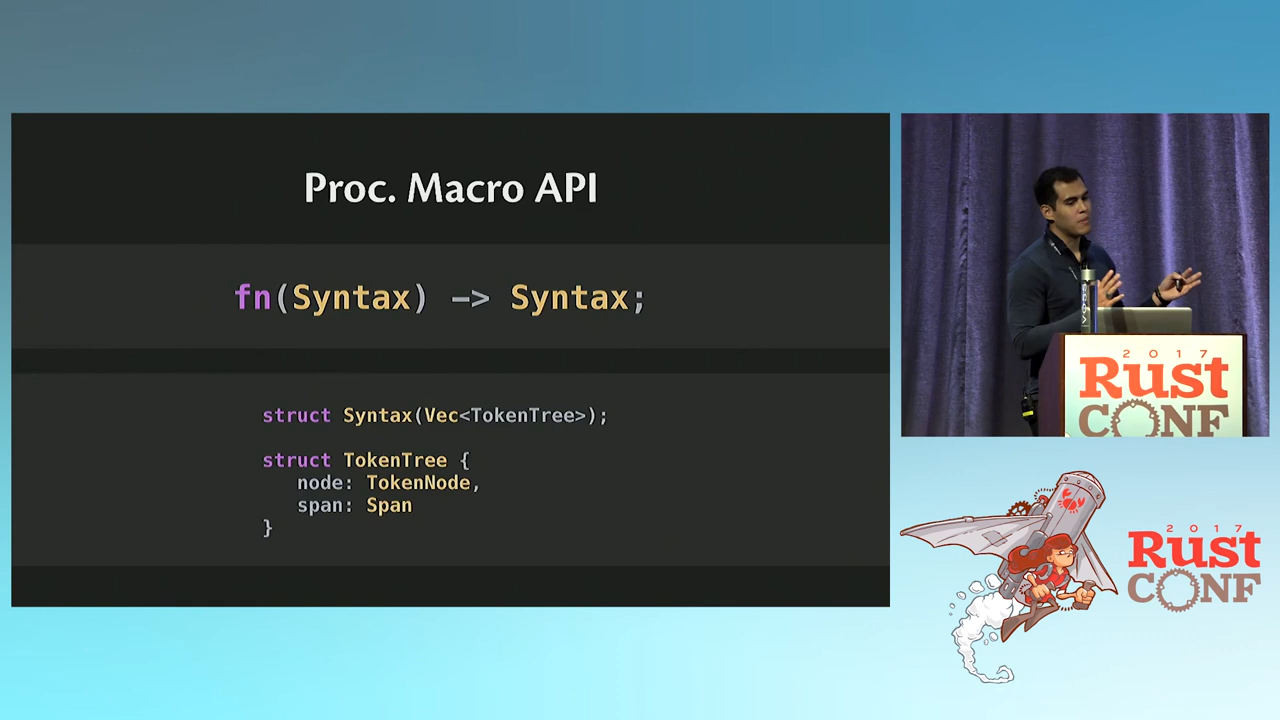 Proc. Macro API
fn(Syntax) -> Syntax;
struct Syntax(Vec<TokenTree>);
struct TokenTree {
node: TokenNode,
span: Span
}
2017
Rust
CONF
2017
Rust
CONF